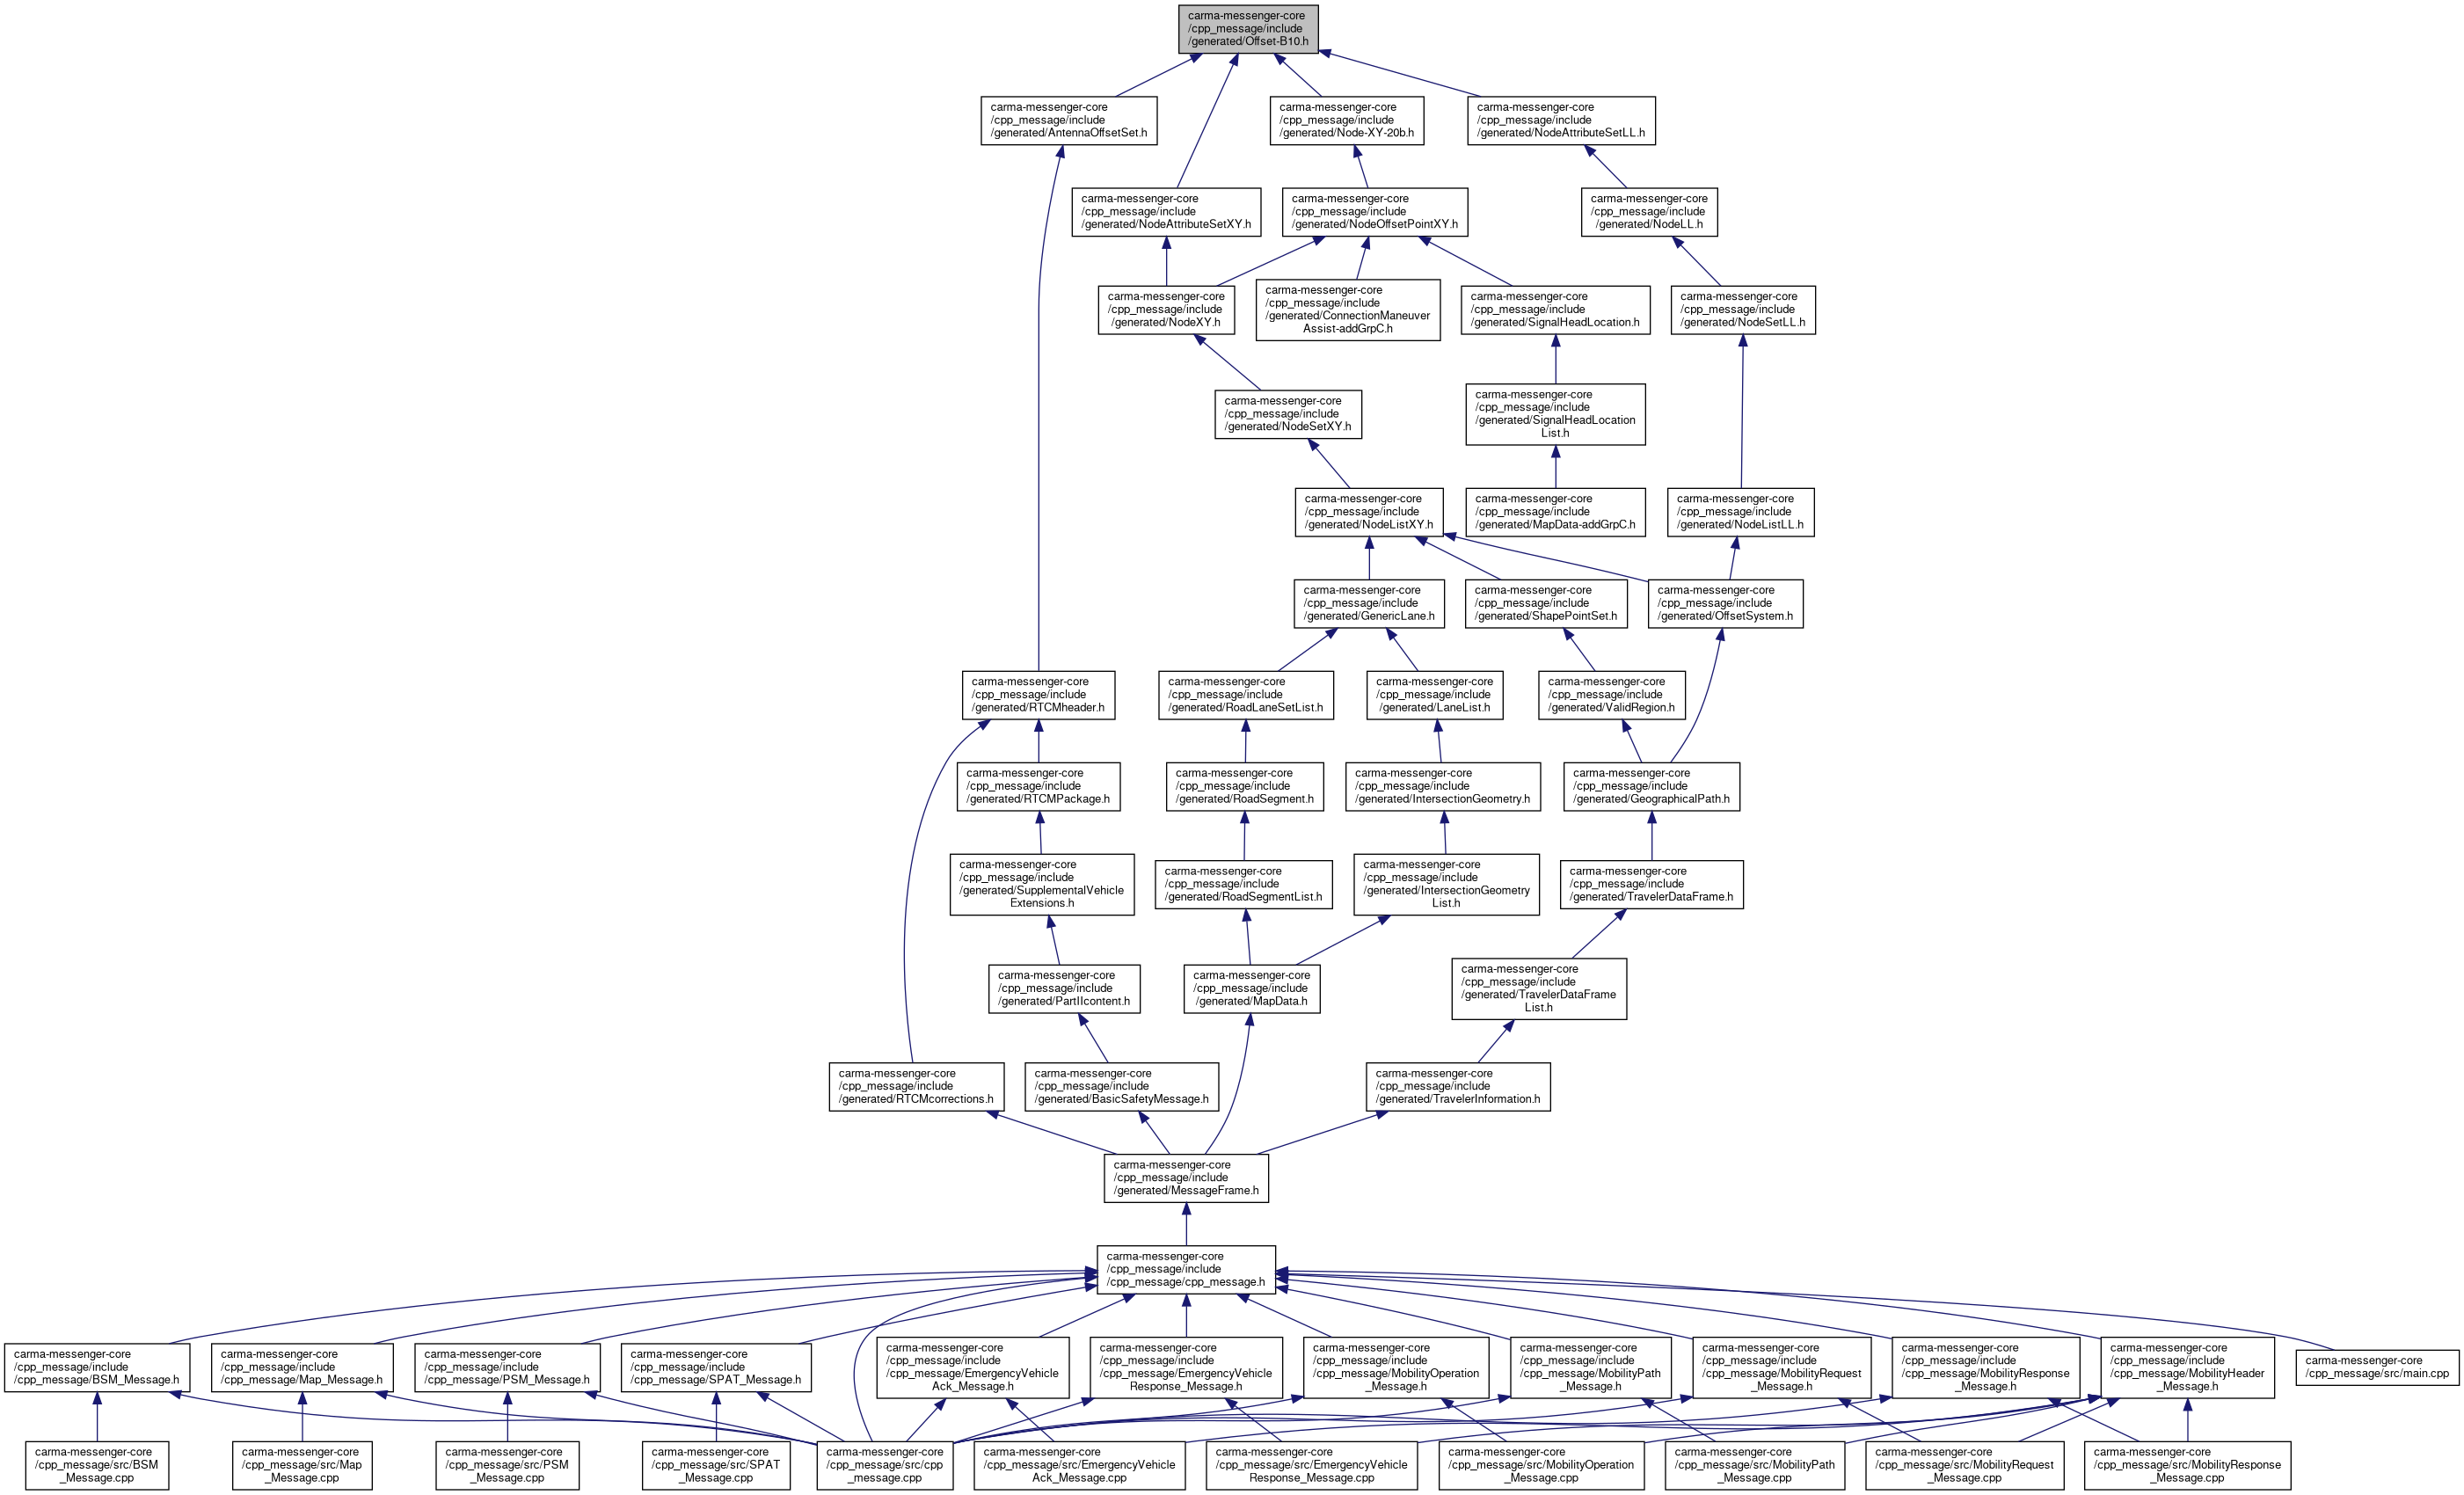 carma-messenger-core
/cpp_message/include
/generated/Offset-B10.h
carma-messenger-core
/cpp_message/include
/generated/AntennaOffsetSet.h
carma-messenger-core
/cpp_message/include
/generated/Node-XY-20b.h
carma-messenger-core
/cpp_message/include
/generated/NodeAttributeSetLL.h
carma-messenger-core
/cpp_message/include
/generated/NodeAttributeSetXY.h
carma-messenger-core
/cpp_message/include
/generated/NodeOffsetPointXY.h
carma-messenger-core
/cpp_message/include
/generated/NodeLL.h
carma-messenger-core
/cpp_message/include
/generated/NodeXY.h
carma-messenger-core
/cpp_message/include
/generated/ConnectionManeuver
Assist-addGrpC.h
carma-messenger-core
/cpp_message/include
/generated/SignalHeadLocation.h
carma-messenger-core
/cpp_message/include
/generated/NodeSetLL.h
carma-messenger-core
/cpp_message/include
/generated/NodeSetXY.h
carma-messenger-core
/cpp_message/include
/generated/SignalHeadLocation
List.h
carma-messenger-core
/cpp_message/include
/generated/NodeListXY.h
carma-messenger-core
/cpp_message/include
/generated/MapData-addGrpC.h
carma-messenger-core
/cpp_message/include
/generated/NodeListLL.h
carma-messenger-core
/cpp_message/include
/generated/GenericLane.h
carma-messenger-core
/cpp_message/include
/generated/ShapePointSet.h
carma-messenger-core
/cpp_message/include
/generated/OffsetSystem.h
carma-messenger-core
/cpp_message/include
/generated/RTCMheader.h
carma-messenger-core
/cpp_message/include
/generated/RoadLaneSetList.h
carma-messenger-core
/cpp_message/include
/generated/LaneList.h
carma-messenger-core
/cpp_message/include
/generated/ValidRegion.h
carma-messenger-core
/cpp_message/include
/generated/RTCMPackage.h
carma-messenger-core
/cpp_message/include
/generated/RoadSegment.h
carma-messenger-core
/cpp_message/include
/generated/IntersectionGeometry.h
carma-messenger-core
/cpp_message/include
/generated/GeographicalPath.h
carma-messenger-core
/cpp_message/include
/generated/SupplementalVehicle
Extensions.h
carma-messenger-core
/cpp_message/include
/generated/RoadSegmentList.h
carma-messenger-core
/cpp_message/include
/generated/IntersectionGeometry
List.h
carma-messenger-core
/cpp_message/include
/generated/TravelerDataFrame.h
carma-messenger-core
/cpp_message/include
/generated/PartIIcontent.h
carma-messenger-core
/cpp_message/include
/generated/MapData.h
carma-messenger-core
/cpp_message/include
/generated/TravelerDataFrame
List.h
carma-messenger-core
/cpp_message/include
/generated/RTCMcorrections.h
carma-messenger-core
/cpp_message/include
/generated/BasicSafetyMessage.h
carma-messenger-core
/cpp_message/include
/generated/TravelerInformation.h
carma-messenger-core
/cpp_message/include
/generated/MessageFrame.h
carma-messenger-core
/cpp_message/include
/cpp_message/cpp_message.h
carma-messenger-core
/cpp_message/include
/cpp_message/BSM_Message.h
carma-messenger-core
/cpp_message/include
/cpp_message/Map_Message.h
carma-messenger-core
/cpp_message/include
/cpp_message/PSM_Message.h
carma-messenger-core
/cpp_message/include
/cpp_message/SPAT_Message.h
carma-messenger-core
/cpp_message/include
/cpp_message/EmergencyVehicle
Ack_Message.h
carma-messenger-core
/cpp_message/include
/cpp_message/EmergencyVehicle
Response_Message.h
carma-messenger-core
/cpp_message/include
/cpp_message/MobilityOperation
_Message.h
carma-messenger-core
/cpp_message/include
/cpp_message/MobilityPath
_Message.h
carma-messenger-core
/cpp_message/include
/cpp_message/MobilityRequest
_Message.h
carma-messenger-core
/cpp_message/include
/cpp_message/MobilityResponse
_Message.h
carma-messenger-core
/cpp_message/include
/cpp_message/MobilityHeader
_Message.h
carma-messenger-core
/cpp_message/src/main.cpp
carma-messenger-core
/cpp_message/src/BSM
_Message.cpp
carma-messenger-core
/cpp_message/src/Map
_Message.cpp
carma-messenger-core
/cpp_message/src/PSM
_Message.cpp
carma-messenger-core
/cpp_message/src/SPAT
_Message.cpp
carma-messenger-core
/cpp_message/src/cpp
_message.cpp
carma-messenger-core
/cpp_message/src/EmergencyVehicle
Ack_Message.cpp
carma-messenger-core
/cpp_message/src/EmergencyVehicle
Response_Message.cpp
carma-messenger-core
/cpp_message/src/MobilityOperation
_Message.cpp
carma-messenger-core
/cpp_message/src/MobilityPath
_Message.cpp
carma-messenger-core
/cpp_message/src/MobilityRequest
_Message.cpp
carma-messenger-core
/cpp_message/src/MobilityResponse
_Message.cpp